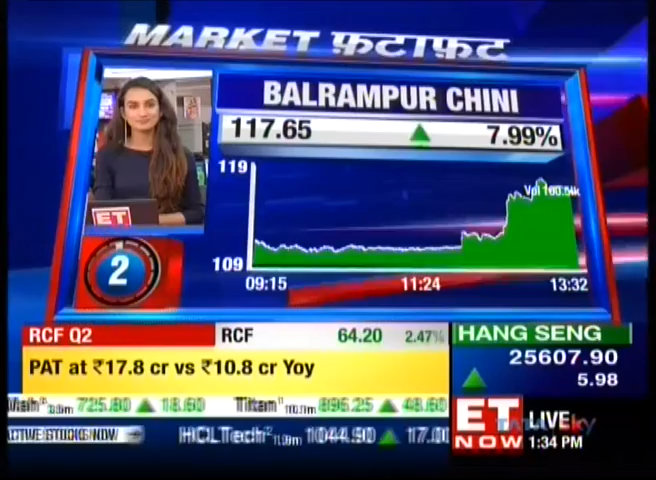 MARKET फ़टाफ़ट
BALRAMPUR CHINI
117.65 7.99%
119
109
09:15 11:24 13:32
ET
2
RCF Q2 RCF 64.20 2.47%
PAT at ₹17.8 cr vs ₹10.8 cr Yoy
HANG SENG
25607.90
5.98
725.80 18.60 Titan 895.25 48.60
ACTIVE STOCKS NOW HCLTech 1044.90 17.00
ET
NOW
LIVE
TATA sky
1:34 PM